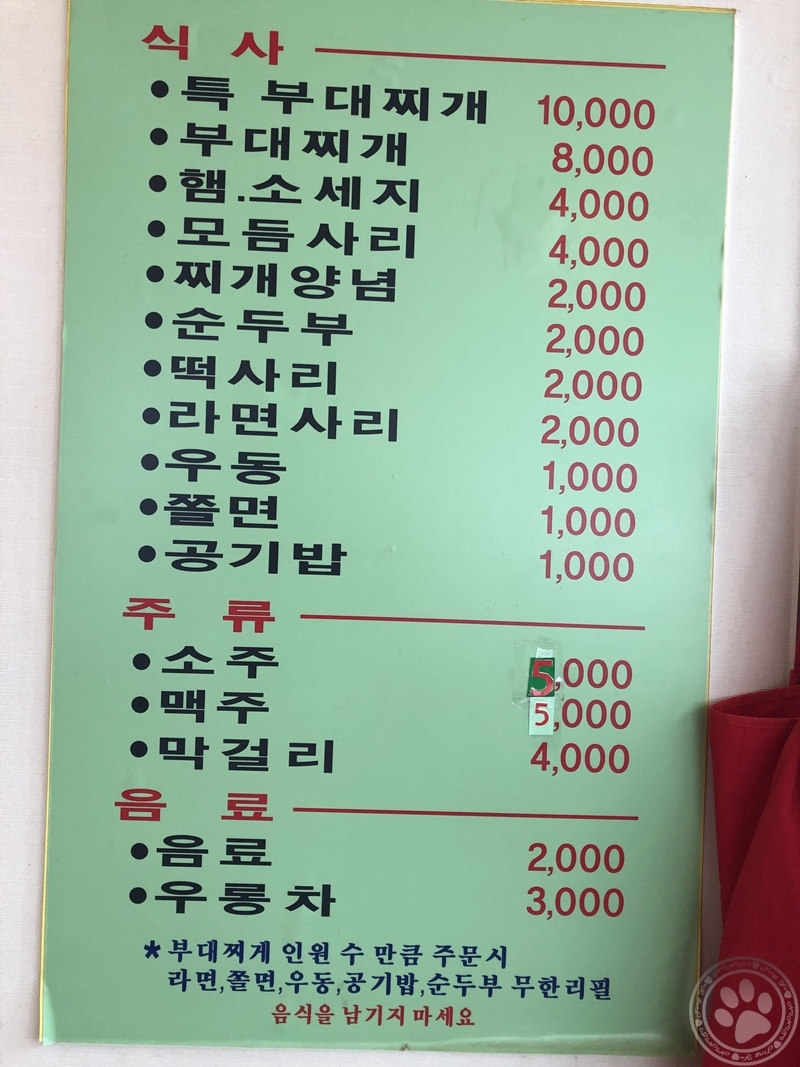 식 사
•특 부대찌개 10,000
•부대찌개 8,000
•햄.소세지 4,000
•모듬사리 4,000
•찌개양념 2,000
•순두부 2,000
•떡사리 2,000
•라면사리 2,000
•우동 1,000
•쫄면 1,000
•공기밥 1,000
주 류
•소주 5,000
•맥주 5,000
•막걸리 4,000
음 료
•음료 2,000
•우롱차 3,000
*부대찌게 인원 수 만큼 주문시
라면,쫄면,우동,공기밥,순두부 무한리필
음식을 남기지 마세요